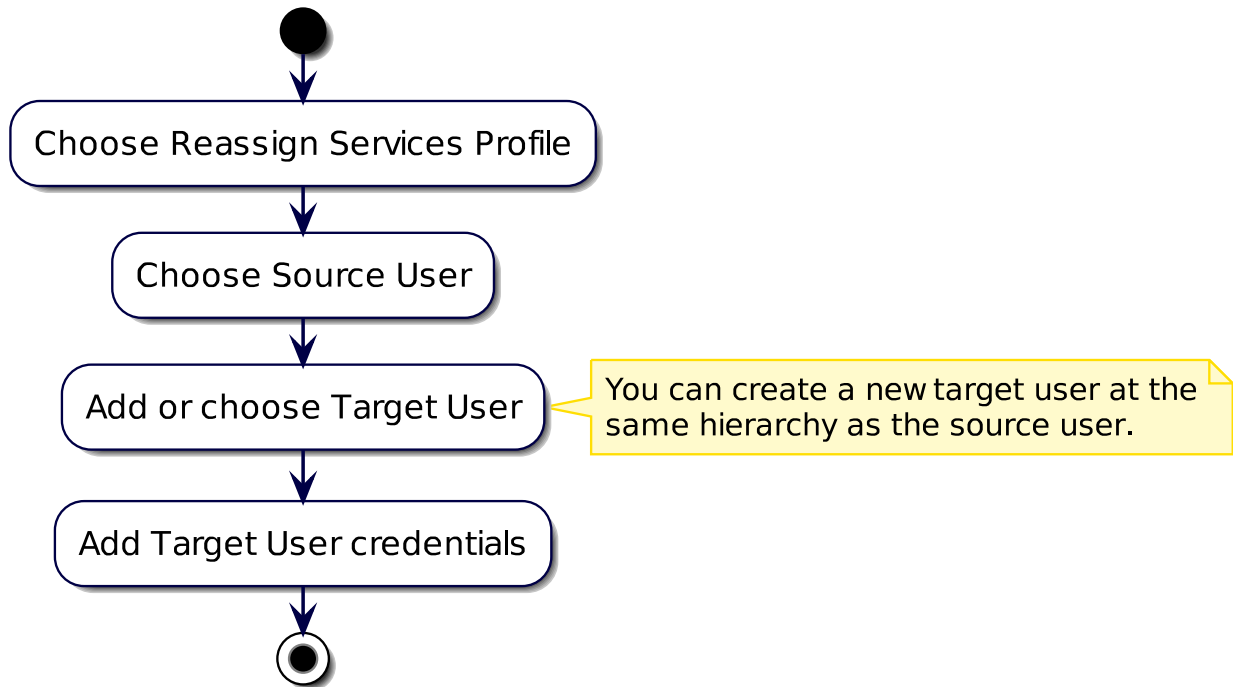 Choose Reassign Services Profile
Choose Source User
Add or choose Target User
You can create a new target user at the
same hierarchy as the source user.
Add Target User credentials